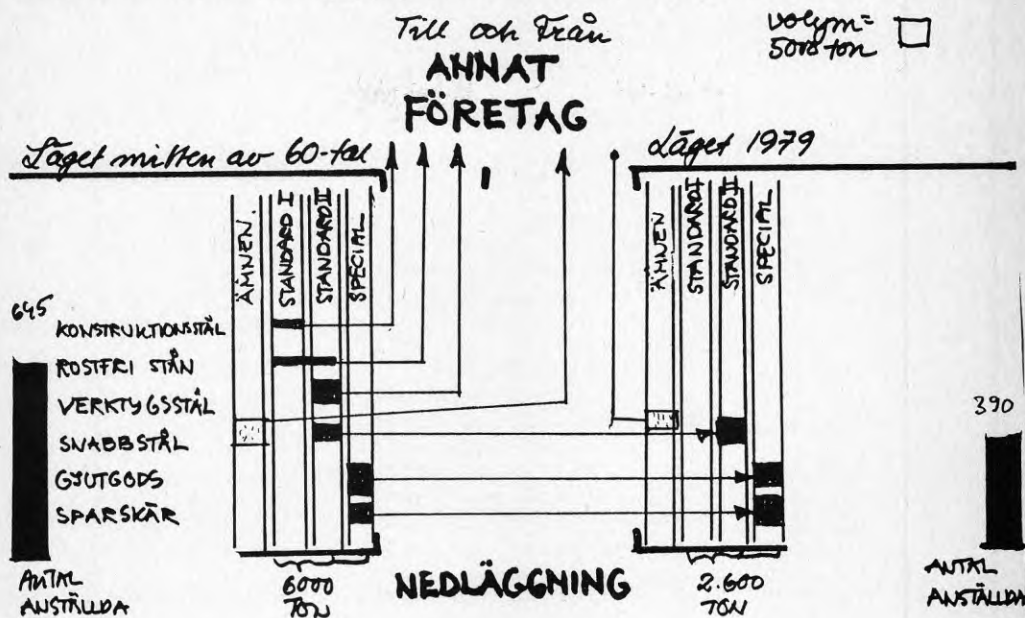 Till och Från
ANNAT
FÖRETAG
volym=
5000 ton
Läget mitten av 60-tal
Läget 1979
ÄMNEN.
STANDARD I
STANDARD II
SPECIAL
ÄMNEN
STANDARD I
STANDARD II
SPECIAL
645
KONSTRUKTIONSSTÅL
ROSTFRI STÅN
VERKTYGSSTÅL
SNABBSTÅL
GJUTGODS
SPARSKÄR
390
ANTAL
ANSTÄLLDA
6000
TON
NEDLÄGGNING
2.600
TON
ANTAL
ANSTÄLLDA